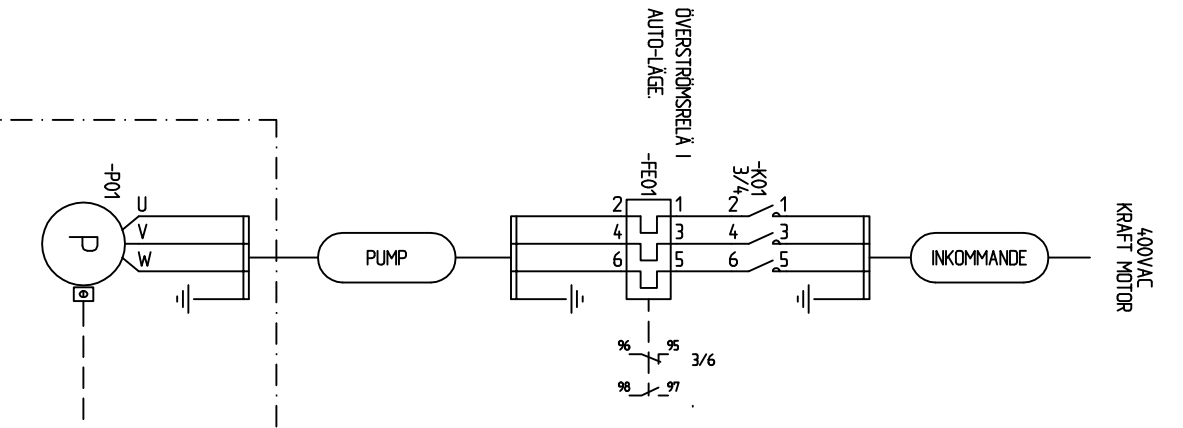 ÖVERSTRÖMSRELÄ I
AUTO-LÄGE.
400VAC
KRAFT MOTOR
-P01
U
V
W
P
PUMP
-FE01
2 1
4 3
6 5
-K01
3/4
2 1
4 3
6 5
INKOMMANDE
96 95
3/6
98 97